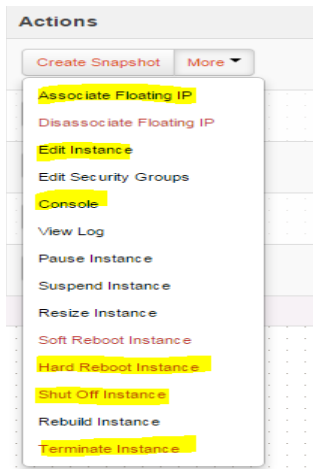 Actions
Create Snapshot More
Associate Floating IP
Disassociate Floating IP
Edit Instance
Edit Security Groups
Console
View Log
Pause Instance
Suspend Instance
Resize Instance
Soft Reboot Instance
Hard Reboot Instance
Shut Off Instance
Rebuild Instance
Terminate Instance